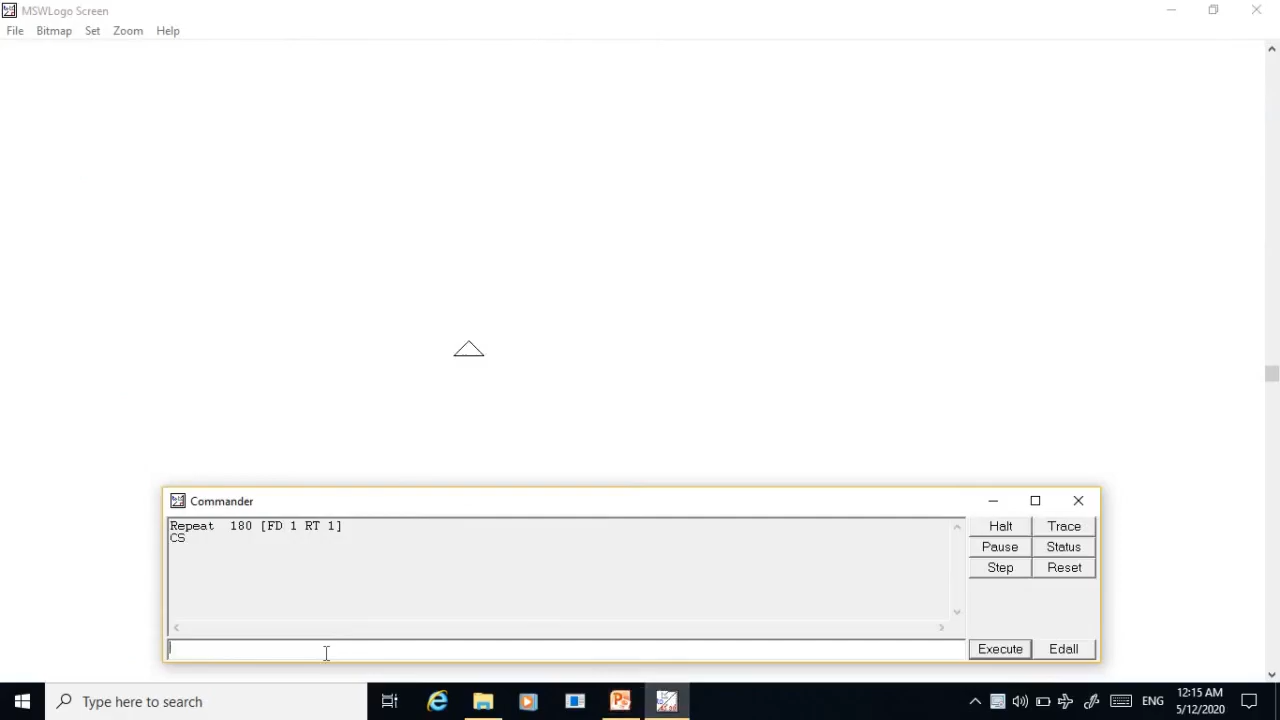 MSWLogo Screen
File Bitmap Set Zoom Help
Commander
Repeat  180 [FD 1 RT 1]
CS
Halt Trace
Pause Status
Step Reset
Execute Edall
Type here to search
ENG
12:15 AM
5/12/2020